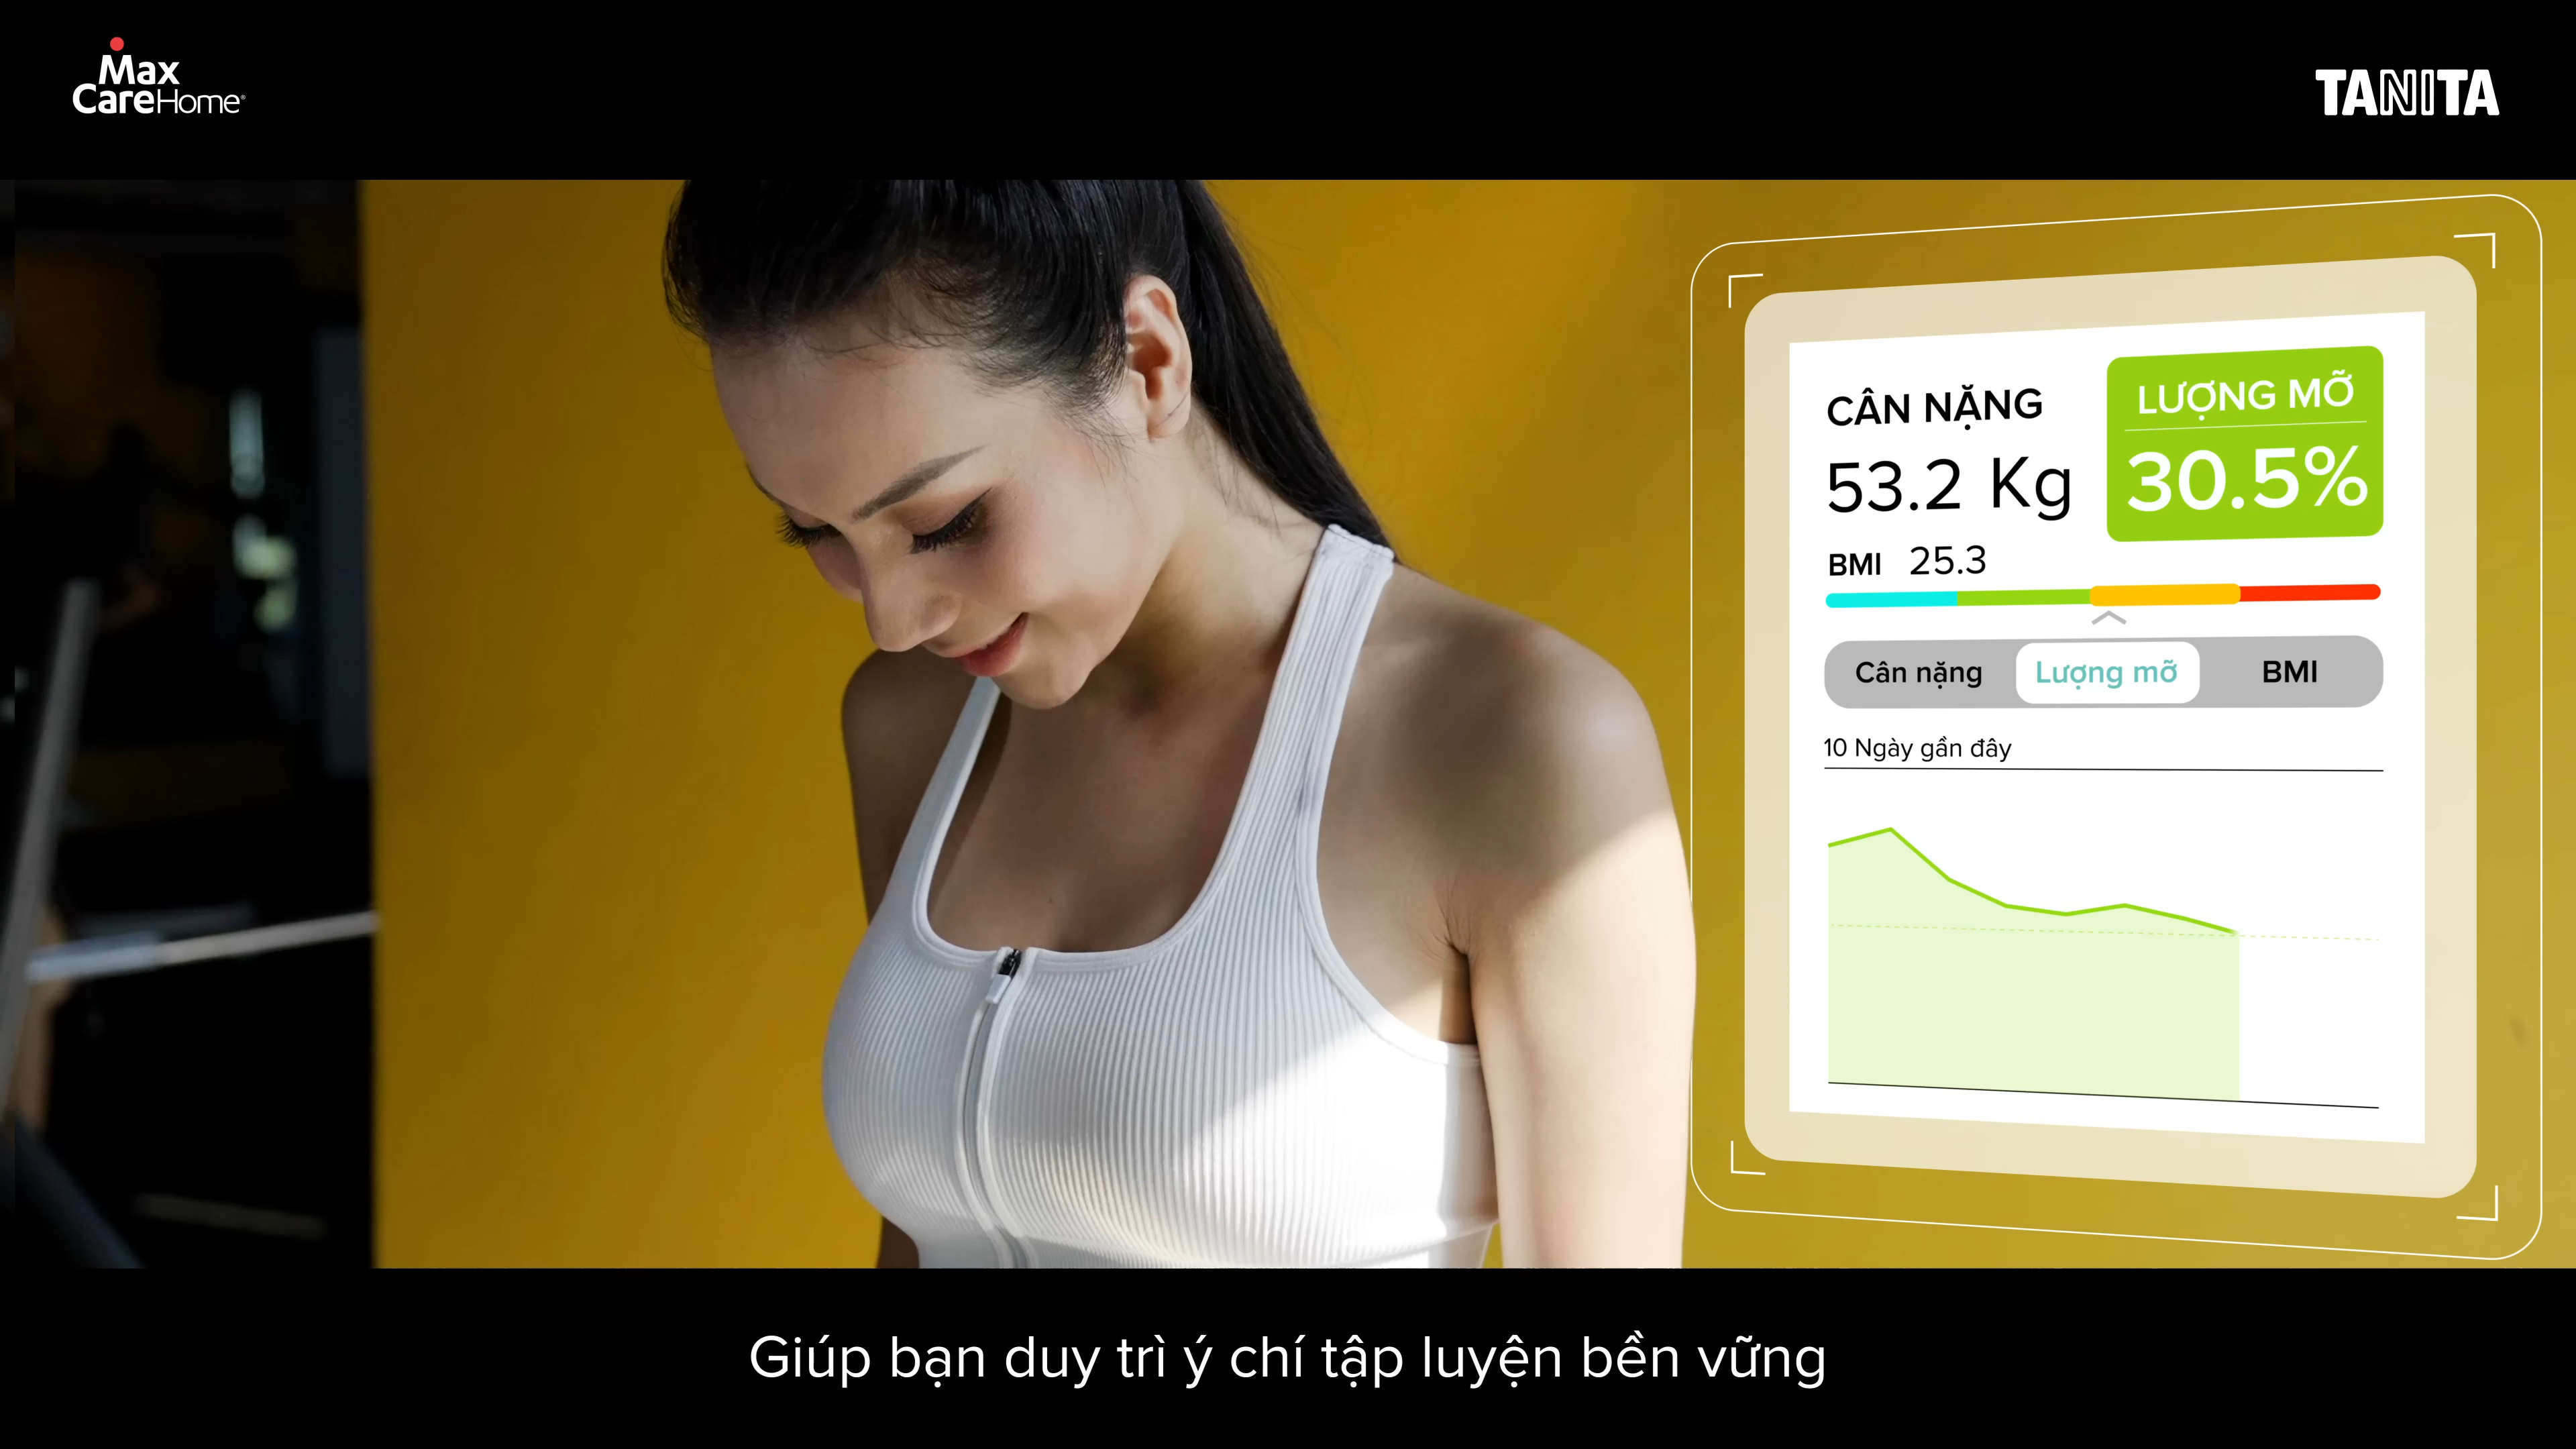 Max
CareHome
TANITA
CÂN NẶNG
53.2 Kg
LƯỢNG MỠ
30.5%
BMI 25.3
Cân nặng Lượng mỡ BMI
10 Ngày gần đây
Giúp bạn duy trì ý chí tập luyện bền vững